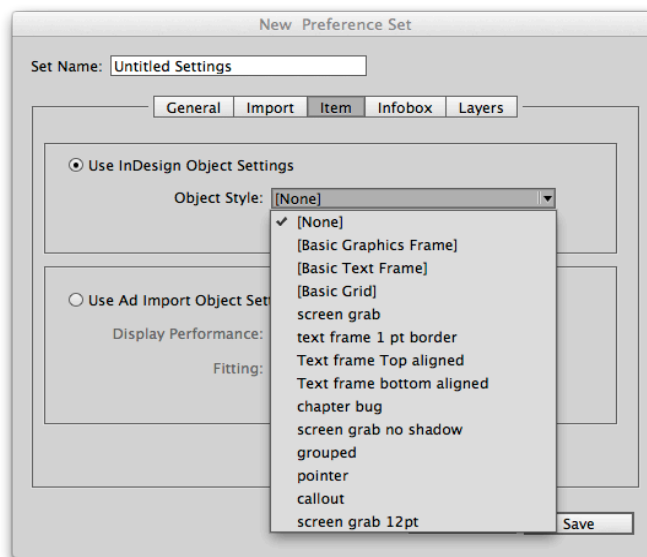 New Preference Set
Set Name: Untitled Settings
General Import Item Infobox Layers
Use InDesign Object Settings
Object Style: [None]
[None]
[Basic Graphics Frame]
[Basic Text Frame]
[Basic Grid]
Use Ad Import Object Set
screen grab
Display Performance:
text frame 1 pt border
Text frame Top aligned
Fitting:
Text frame bottom aligned
chapter bug
screen grab no shadow
grouped
pointer
callout
screen grab 12pt
Save